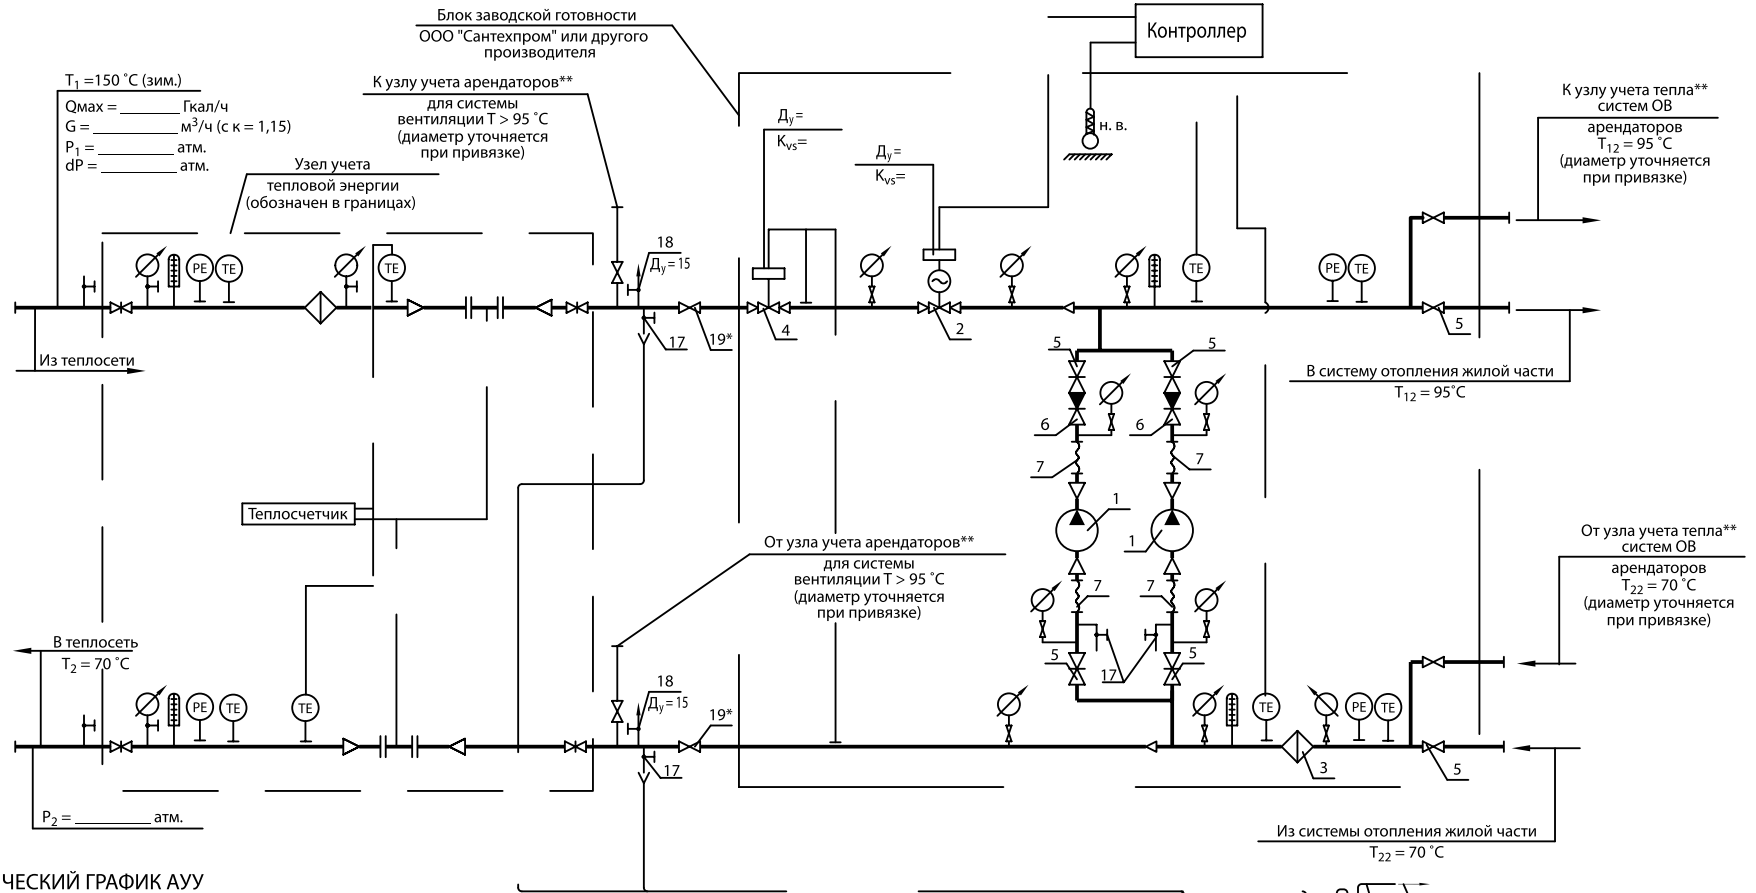 Блок заводской готовности
ООО "Сантехпром" или другого
производителя
Контроллер
T1 =150 ˚C (зим.)
Qмах = ________ Гкал/ч
G = ___________ м³/ч (с к = 1,15)
P1 = __________ атм.
dP = __________ атм.
К узлу учета арендаторов**
для системы
вентиляции Т > 95 ˚C
(диаметр уточняется
при привязке)
Узел учета
тепловой энергии
(обозначен в границах)
Ду =
Kvs=
Ду =
Kvs=
н. в.
К узлу учета тепла**
систем ОВ
арендаторов
T12 = 95 ˚C
(диаметр уточняется
при привязке)
PE
TE
TE
18
Ду = 15
TE
PE
TE
17
19*
4
2
5
Из теплосети
5
5
В систему отопления жилой части
T12 = 95˚C
6
6
7
7
Теплосчетчик
1
1
От узла учета арендаторов**
для системы
вентиляции Т > 95 ˚C
(диаметр уточняется
при привязке)
От узла учета тепла**
систем ОВ
арендаторов
T22 = 70 ˚C
(диаметр уточняется
при привязке)
7
7
В теплосеть
T2 = 70 ˚C
5
17
5
PE
TE
TE
18
Ду = 15
19*
TE
PE
TE
17
3
5
P2 = __________ атм.
Из системы отопления жилой части
T22 = 70 ˚C
ЧЕСКИЙ ГРАФИК АУУ